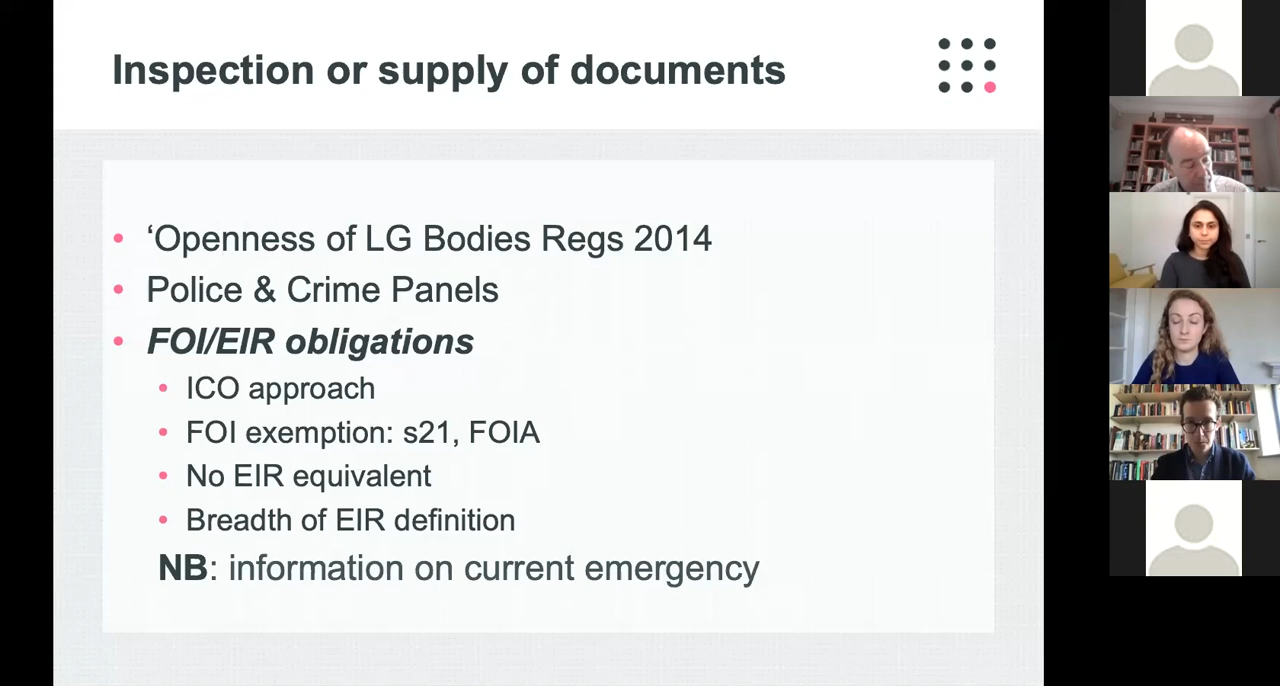 Inspection or supply of documents
• ‘Openness of LG Bodies Regs 2014
• Police & Crime Panels
• FOI/EIR obligations
• ICO approach
• FOI exemption: s21, FOIA
• No EIR equivalent
• Breadth of EIR definition
NB: information on current emergency